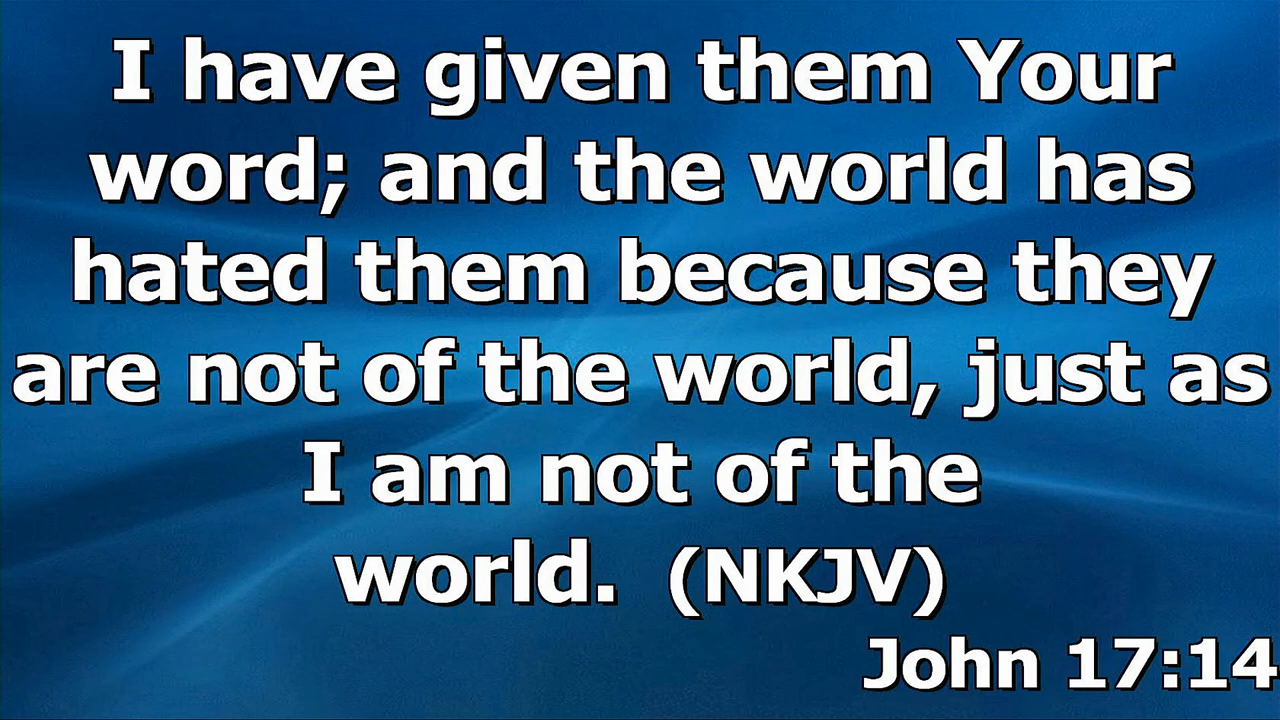 I have given them Your
word; and the world has
hated them because they
are not of the world, just as
I am not of the
world.  (NKJV)
John 17:14